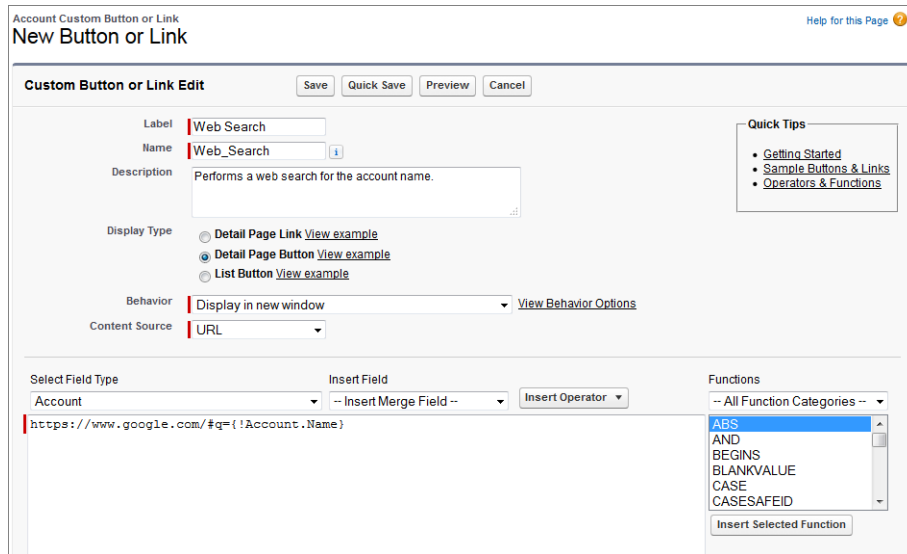 Account Custom Button or Link
New Button or Link
Help for this Page
Custom Button or Link Edit
Save
Quick Save
Preview
Cancel
Label
Web Search
Name
Web_Search
Description
Performs a web search for the account name.
Display Type
Detail Page Link View example
Detail Page Button View example
List Button View example
Behavior
Display in new window
View Behavior Options
Content Source
URL
Quick Tips
Getting Started
Sample Buttons & Links
Operators & Functions
Select Field Type
Account
Insert Field
-- Insert Merge Field --
Insert Operator
Functions
-- All Function Categories --
https://www.google.com/#q={!Account.Name}
ABS
AND
BEGINS
BLANKVALUE
CASE
CASESAFEID
Insert Selected Function